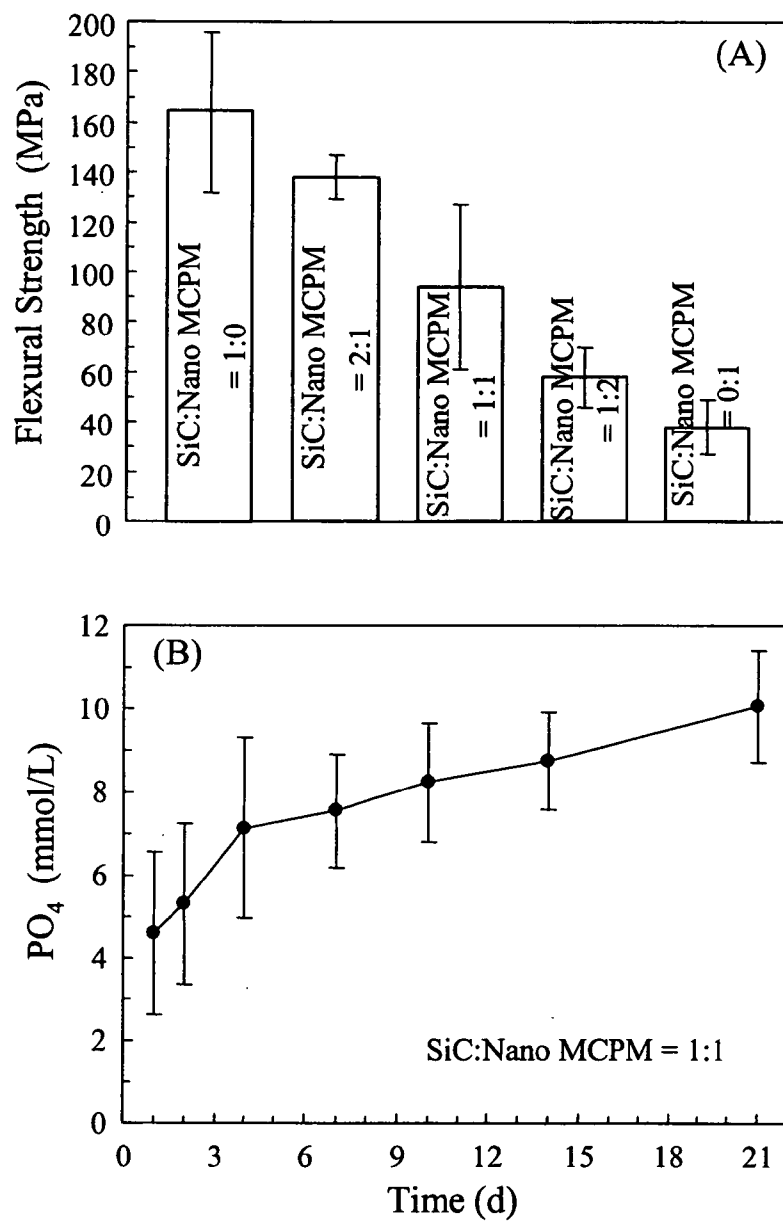 (A)
Flexural Strength (MPa)
200
180
160
140
120
100
80
60
40
20
0
SiC:Nano MCPM
= 1:0
SiC:Nano MCPM
= 2:1
SiC:Nano MCPM
= 1:1
SiC:Nano MCPM
= 1:2
SiC:Nano MCPM
= 0:1
(B)
PO₄ (mmol/L)
12
10
8
6
4
2
0
SiC:Nano MCPM = 1:1
0 3 6 9 12 15 18 21
Time (d)